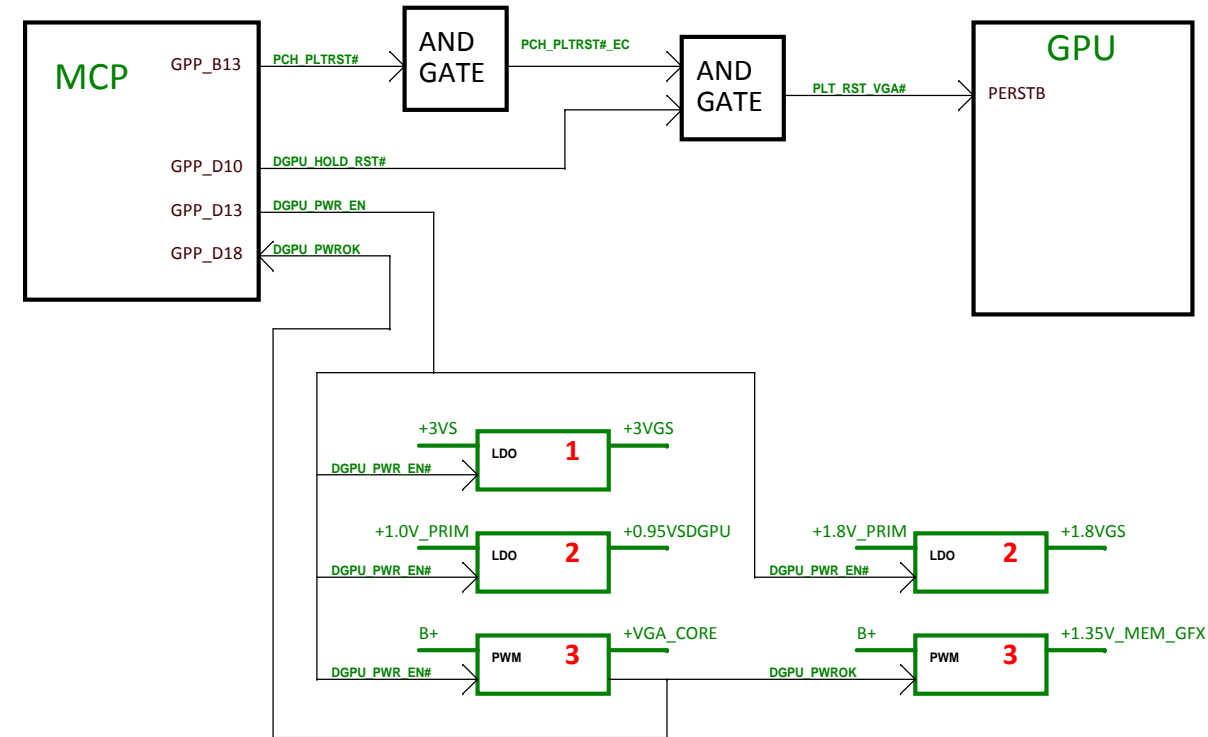 MCP
GPP_B13
PCH_PLTRST#
AND
GATE
PCH_PLTRST#_EC
AND
GATE
PLT_RST_VGA#
GPU
PERSTB
GPP_D10
DGPU_HOLD_RST#
GPP_D13
DGPU_PWR_EN
GPP_D18
DGPU_PWROK
+3VS
LDO
1
+3VGS
DGPU_PWR_EN#
+1.0V_PRIM
LDO
2
+0.95VSDGPU
DGPU_PWR_EN#
+1.8V_PRIM
LDO
2
+1.8VGS
DGPU_PWR_EN#
B+
PWM
3
+VGA_CORE
DGPU_PWR_EN#
B+
PWM
3
+1.35V_MEM_GFX
DGPU_PWROK